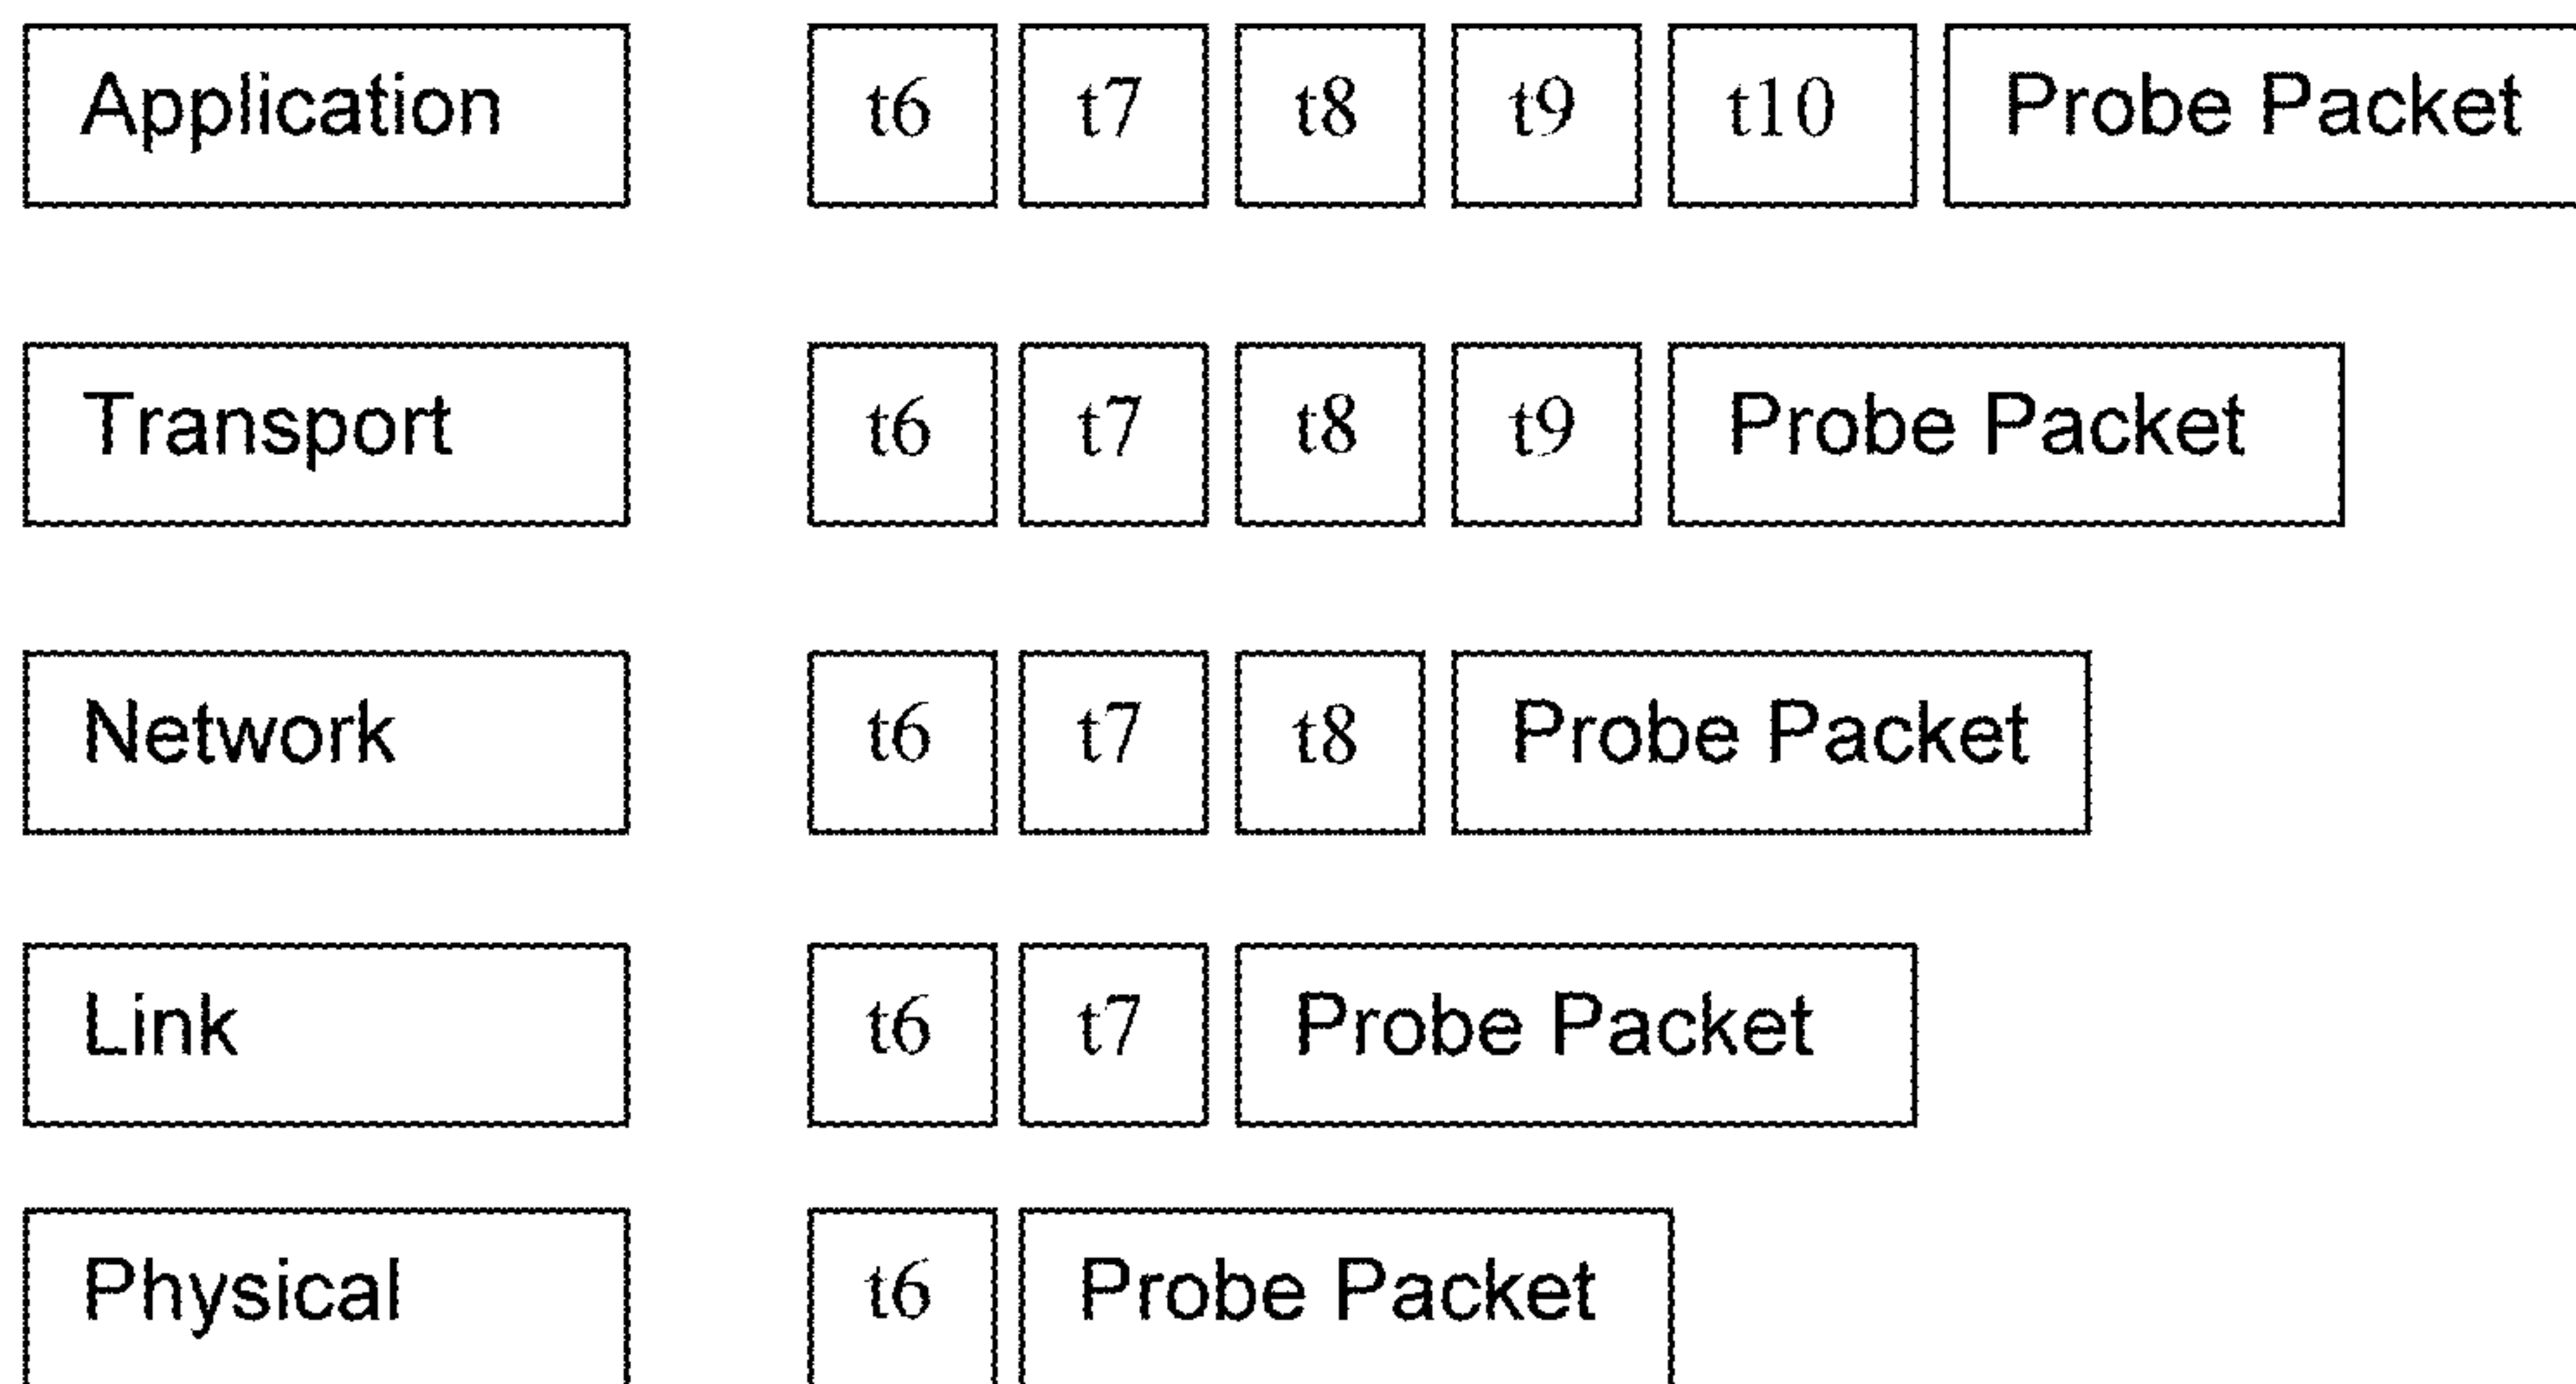 Application t6 t7 t8 t9 t10 Probe Packet
Transport t6 t7 t8 t9 Probe Packet
Network t6 t7 t8 Probe Packet
Link t6 t7 Probe Packet
Physical t6 Probe Packet